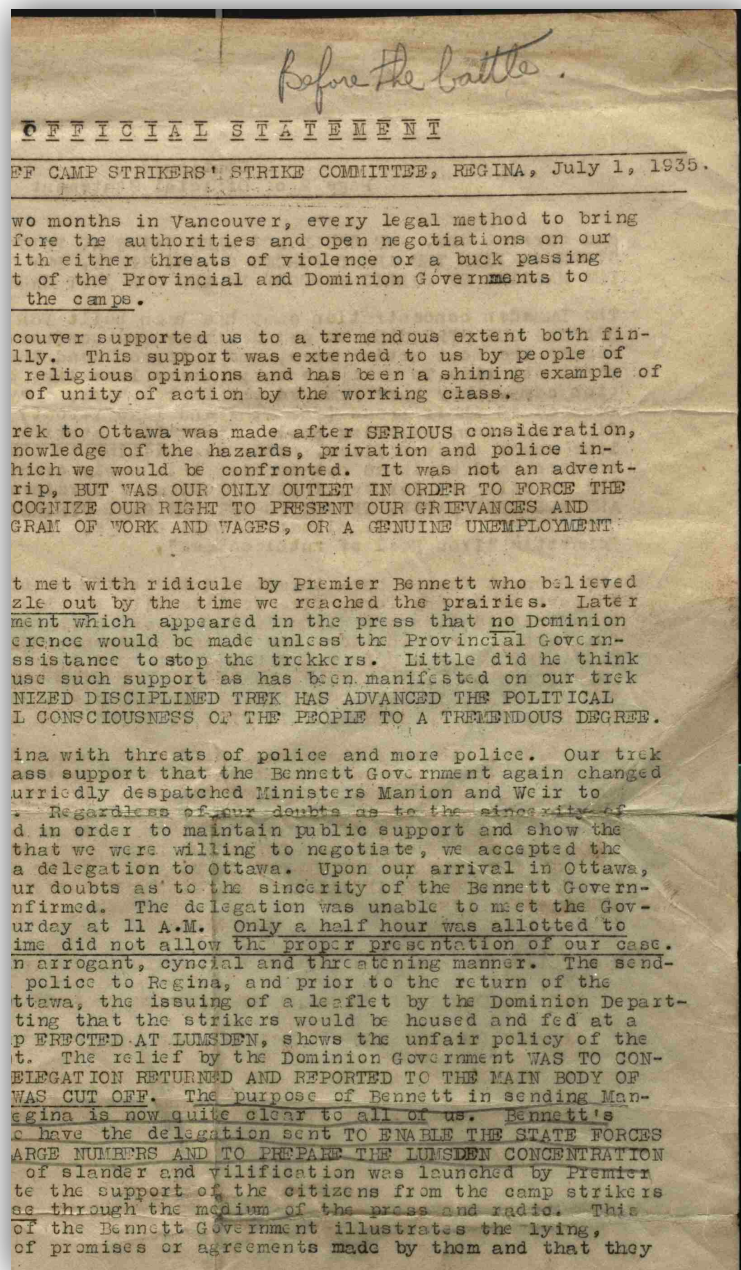 Before the battle.
OFFICIAL STATEMENT
EF CAMP STRIKERS' STRIKE COMMITTEE, REGINA, July 1, 1935.
wo months in Vancouver, every legal method to bring
fore the authorities and open negotiations on our
ith either threats of violence or a buck passing
t of the Provincial and Dominion Governments to
the camps.
couver supported us to a tremendous extent both fin-
lly. This support was extended to us by people of
religious opinions and has been a shining example of
of unity of action by the working class.
rek to Ottawa was made after SERIOUS consideration,
nowledge of the hazards, privation and police in-
hich we would be confronted. It was not an advent-
rip, BUT WAS OUR ONLY OUTLET IN ORDER TO FORCE THE
COGNIZE OUR RIGHT TO PRESENT OUR GRIEVANCES AND
GRAM OF WORK AND WAGES, OR A GENUINE UNEMPLOYMENT
t met with ridicule by Premier Bennett who believed
zle out by the time we reached the prairies. Later
ment which appeared in the press that no Dominion
erence would be made unless the Provincial Govern-
ssistance to stop the trekkers. Little did he think
use such support as has been manifested on our trek
NIZED DISCIPLINED TREK HAS ADVANCED THE POLITICAL
L CONSCIOUSNESS OF THE PEOPLE TO A TREMENDOUS DEGREE.
ina with threats of police and more police. Our trek
ass support that the Bennett Government again changed
urriedly despatched Ministers Manion and Weir to
. Regardless of our doubts as to the sincerity of
d in order to maintain public support and show the
that we were willing to negotiate, we accepted the
a delegation to Ottawa. Upon our arrival in Ottawa,
ur doubts as to the sincerity of the Bennett Govern-
nfirmed. The delegation was unable to meet the Gov-
urday at 11 A.M. Only a half hour was allotted to
ime did not allow the proper presentation of our case.
n arrogant, cyncial and threatening manner. The send-
police to Regina, and prior to the return of the
ttawa, the issuing of a leaflet by the Dominion Depart-
ting that the strikers would be housed and fed at a
p ERECTED AT LUMSDEN, shows the unfair policy of the
t. The relief by the Dominion Government WAS TO CON-
ELEGATION RETURNED AND REPORTED TO THE MAIN BODY OF
WAS CUT OFF. The purpose of Bennett in sending Man-
egina is now quite clear to all of us. Bennett's
o have the delegation sent TO ENABLE THE STATE FORCES
ARGE NUMBERS AND TO PREPARE THE LUMSDEN CONCENTRATION
of slander and vilification was launched by Premier
te the support of the citizens from the camp strikers
se through the medium of the press and radio. This
of the Bennett Government illustrates the lying,
of promises or agreements made by them and that they